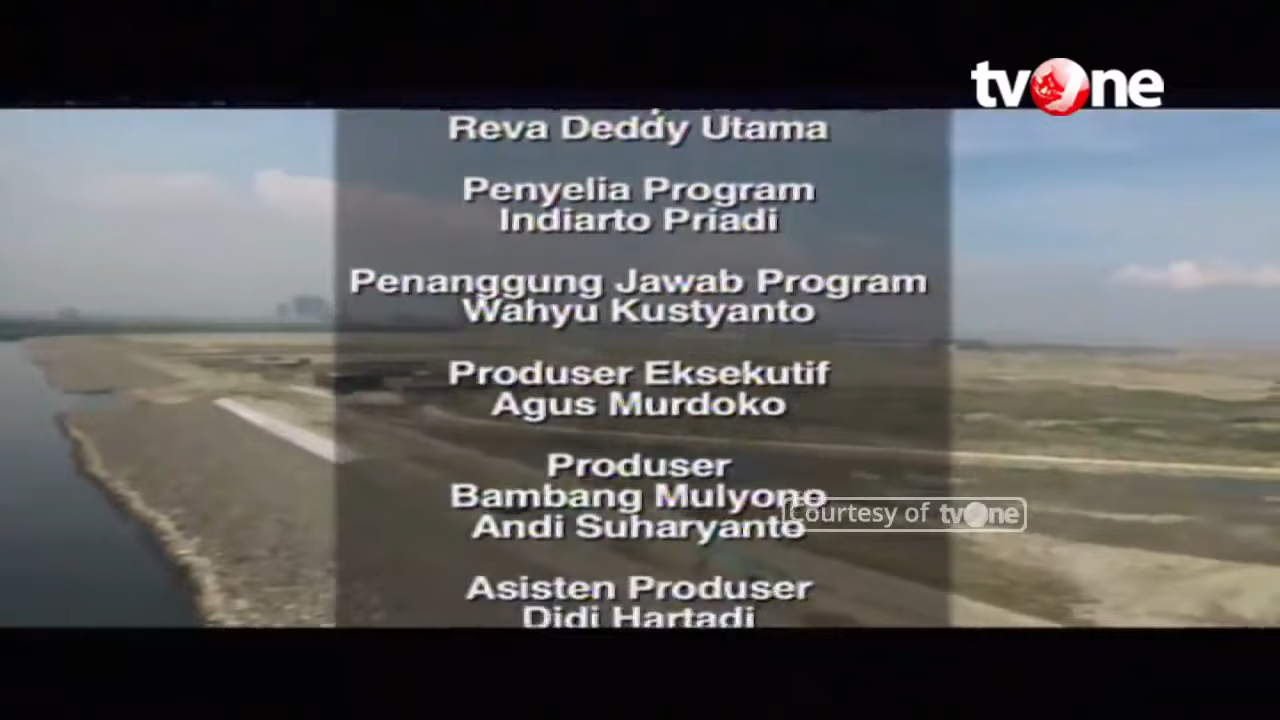 tvOne
Reva Deddy Utama
Penyelia Program
Indiarto Priadi
Penanggung Jawab Program
Wahyu Kustyanto
Produser Eksekutif
Agus Murdoko
Produser
Bambang Mulyono
Andi Suharyanto
Courtesy of tvOne
Asisten Produser
Didi Hartadi